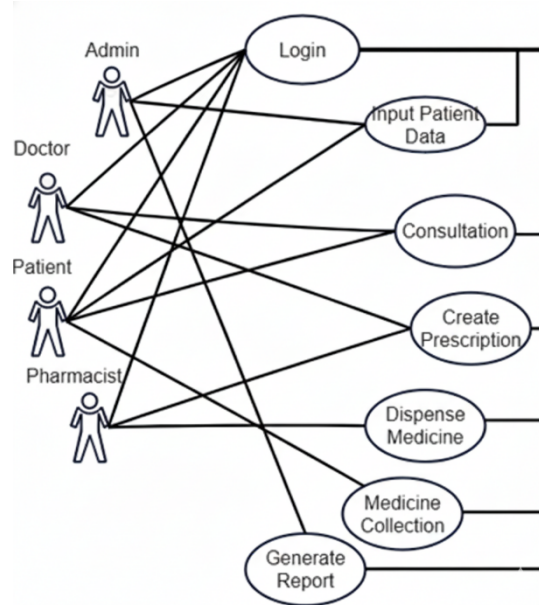 Login
Admin
Input Patient
Data
Doctor
Consultation
Patient
Create
Prescription
Pharmacist
Dispense
Medicine
Medicine
Collection
Generate
Report